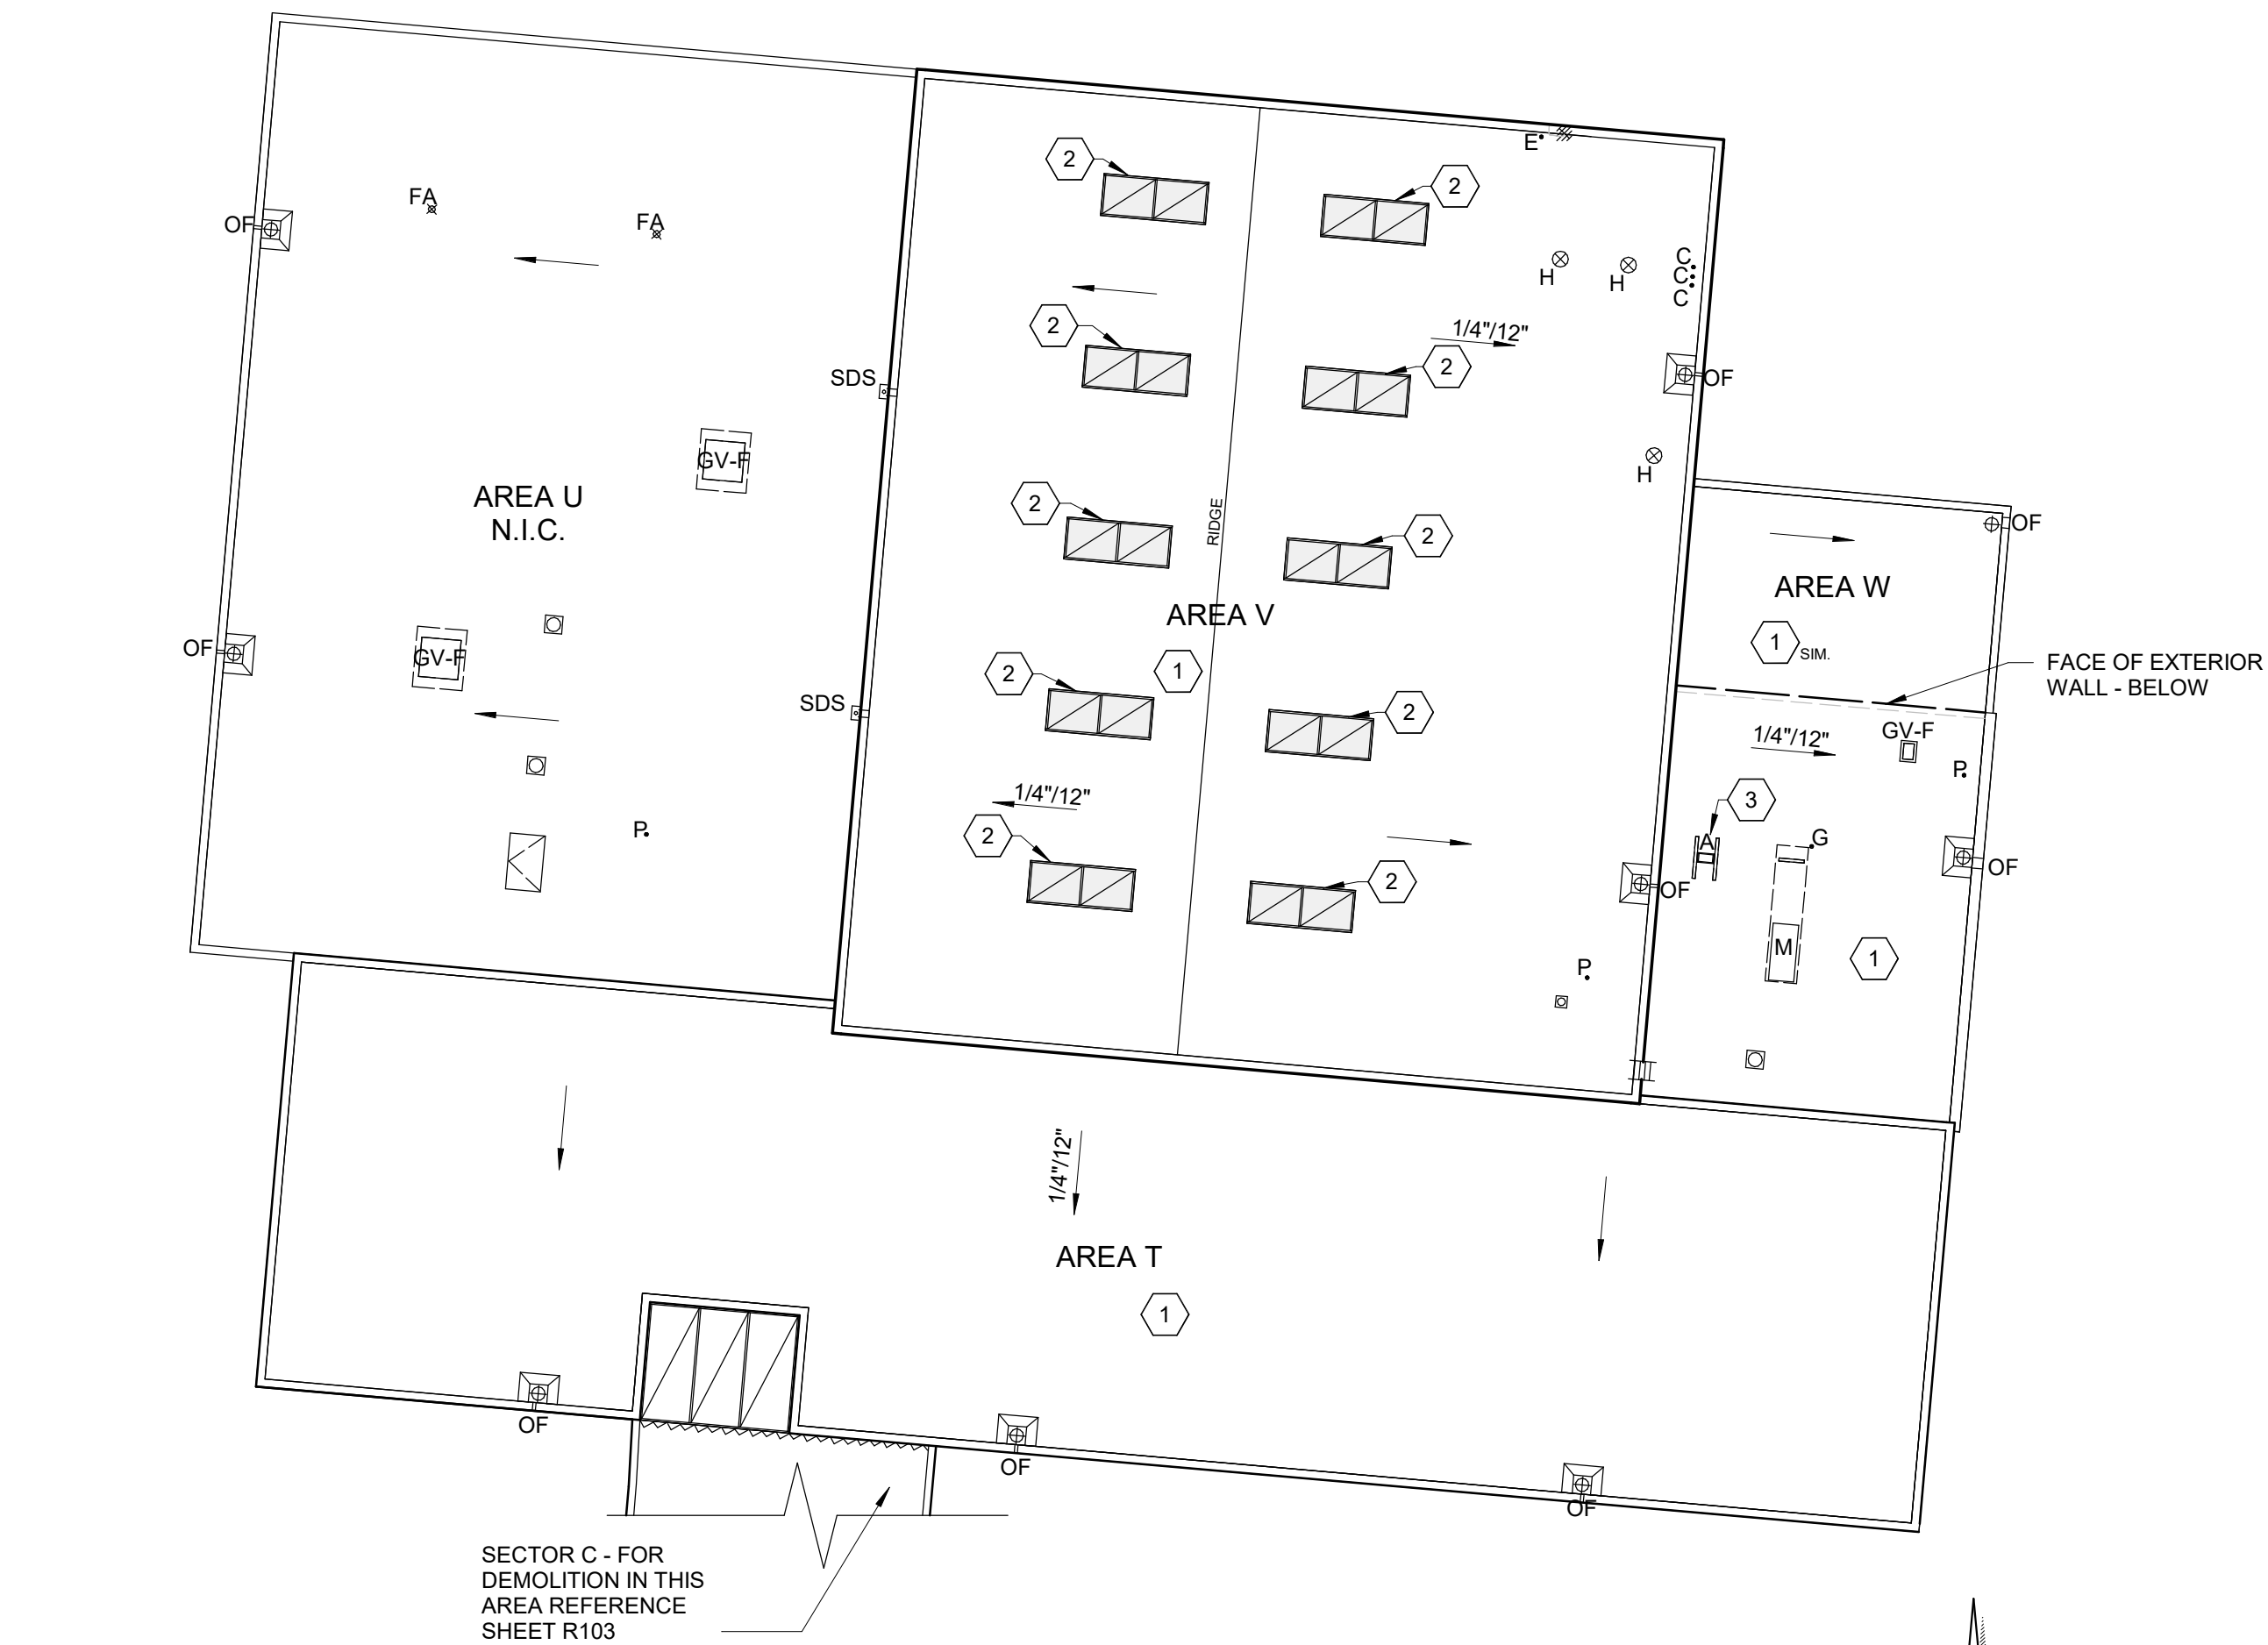 E
2
2
FA
FA
OF
C
C
C
H
H
2
1/4"/12"
2
SDS
OF
GV-F
H
AREA U
N.I.C.
2
RIDGE
2
OF
AREA W
AREA V
1
SIM.
OF
GV-F
2
1
FACE OF EXTERIOR
WALL - BELOW
SDS
2
1/4"/12"
GV-F
P
1/4"/12"
3
P
2
A
G
OF
2
OF
M
1
P
1/4"/12"
AREA T
1
OF
OF
OF
SECTOR C - FOR
DEMOLITION IN THIS
AREA REFERENCE
SHEET R103